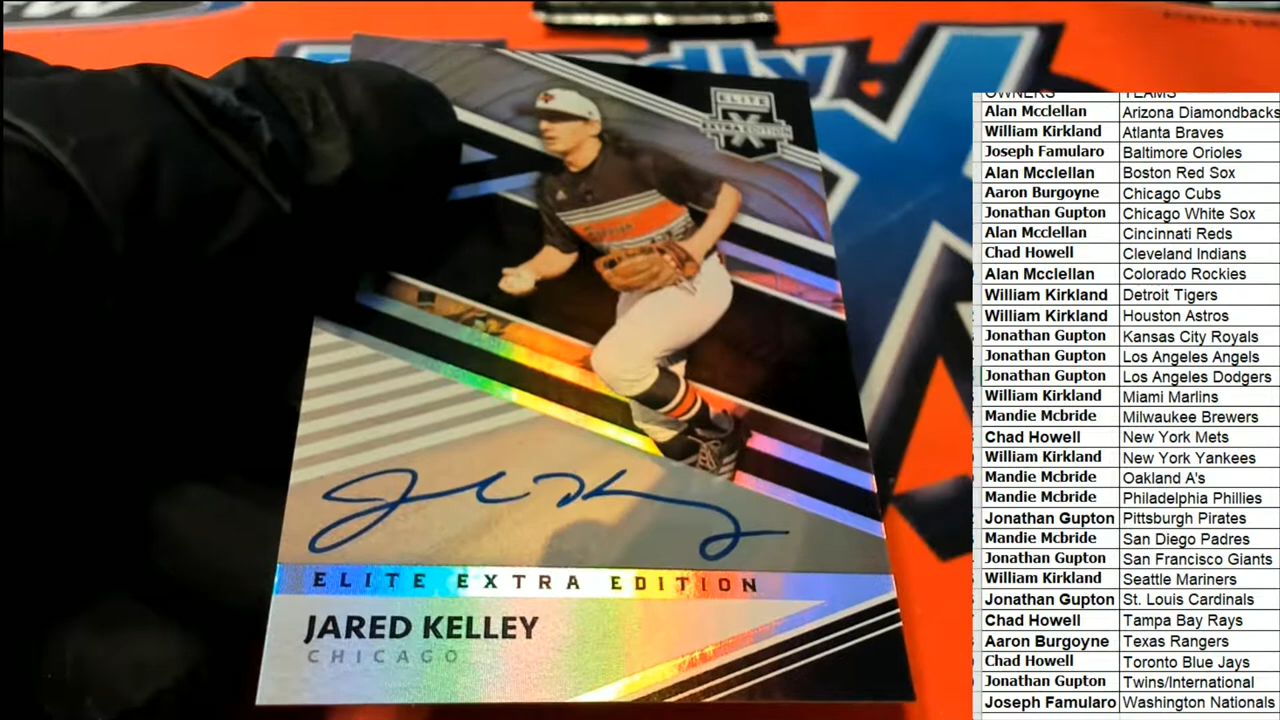 ELITE
EXTRA EDITION
ELITE EXTRA EDITION
JARED KELLEY
CHICAGO
OWNERS TEAMS
Alan Mcclellan Arizona Diamondbacks
William Kirkland Atlanta Braves
Joseph Famularo Baltimore Orioles
Alan Mcclellan Boston Red Sox
Aaron Burgoyne Chicago Cubs
Jonathan Gupton Chicago White Sox
Alan Mcclellan Cincinnati Reds
Chad Howell Cleveland Indians
Alan Mcclellan Colorado Rockies
William Kirkland Detroit Tigers
William Kirkland Houston Astros
Jonathan Gupton Kansas City Royals
Jonathan Gupton Los Angeles Angels
Jonathan Gupton Los Angeles Dodgers
William Kirkland Miami Marlins
Mandie Mcbride Milwaukee Brewers
Chad Howell New York Mets
William Kirkland New York Yankees
Mandie Mcbride Oakland A's
Mandie Mcbride Philadelphia Phillies
Jonathan Gupton Pittsburgh Pirates
Mandie Mcbride San Diego Padres
Jonathan Gupton San Francisco Giants
William Kirkland Seattle Mariners
Jonathan Gupton St. Louis Cardinals
Chad Howell Tampa Bay Rays
Aaron Burgoyne Texas Rangers
Chad Howell Toronto Blue Jays
Jonathan Gupton Twins/International
Joseph Famularo Washington Nationals